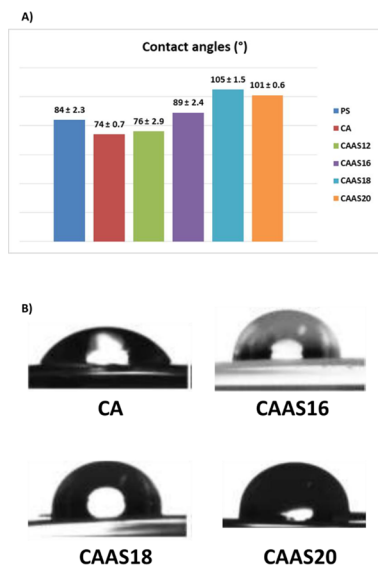 A)
Contact angles (°)
84 ± 2.3
74 ± 0.7
76 ± 2.9
89 ± 2.4
105 ± 1.5
101 ± 0.6
PS
CA
CAAS12
CAAS16
CAAS18
CAAS20
B)
CA
CAAS16
CAAS18
CAAS20